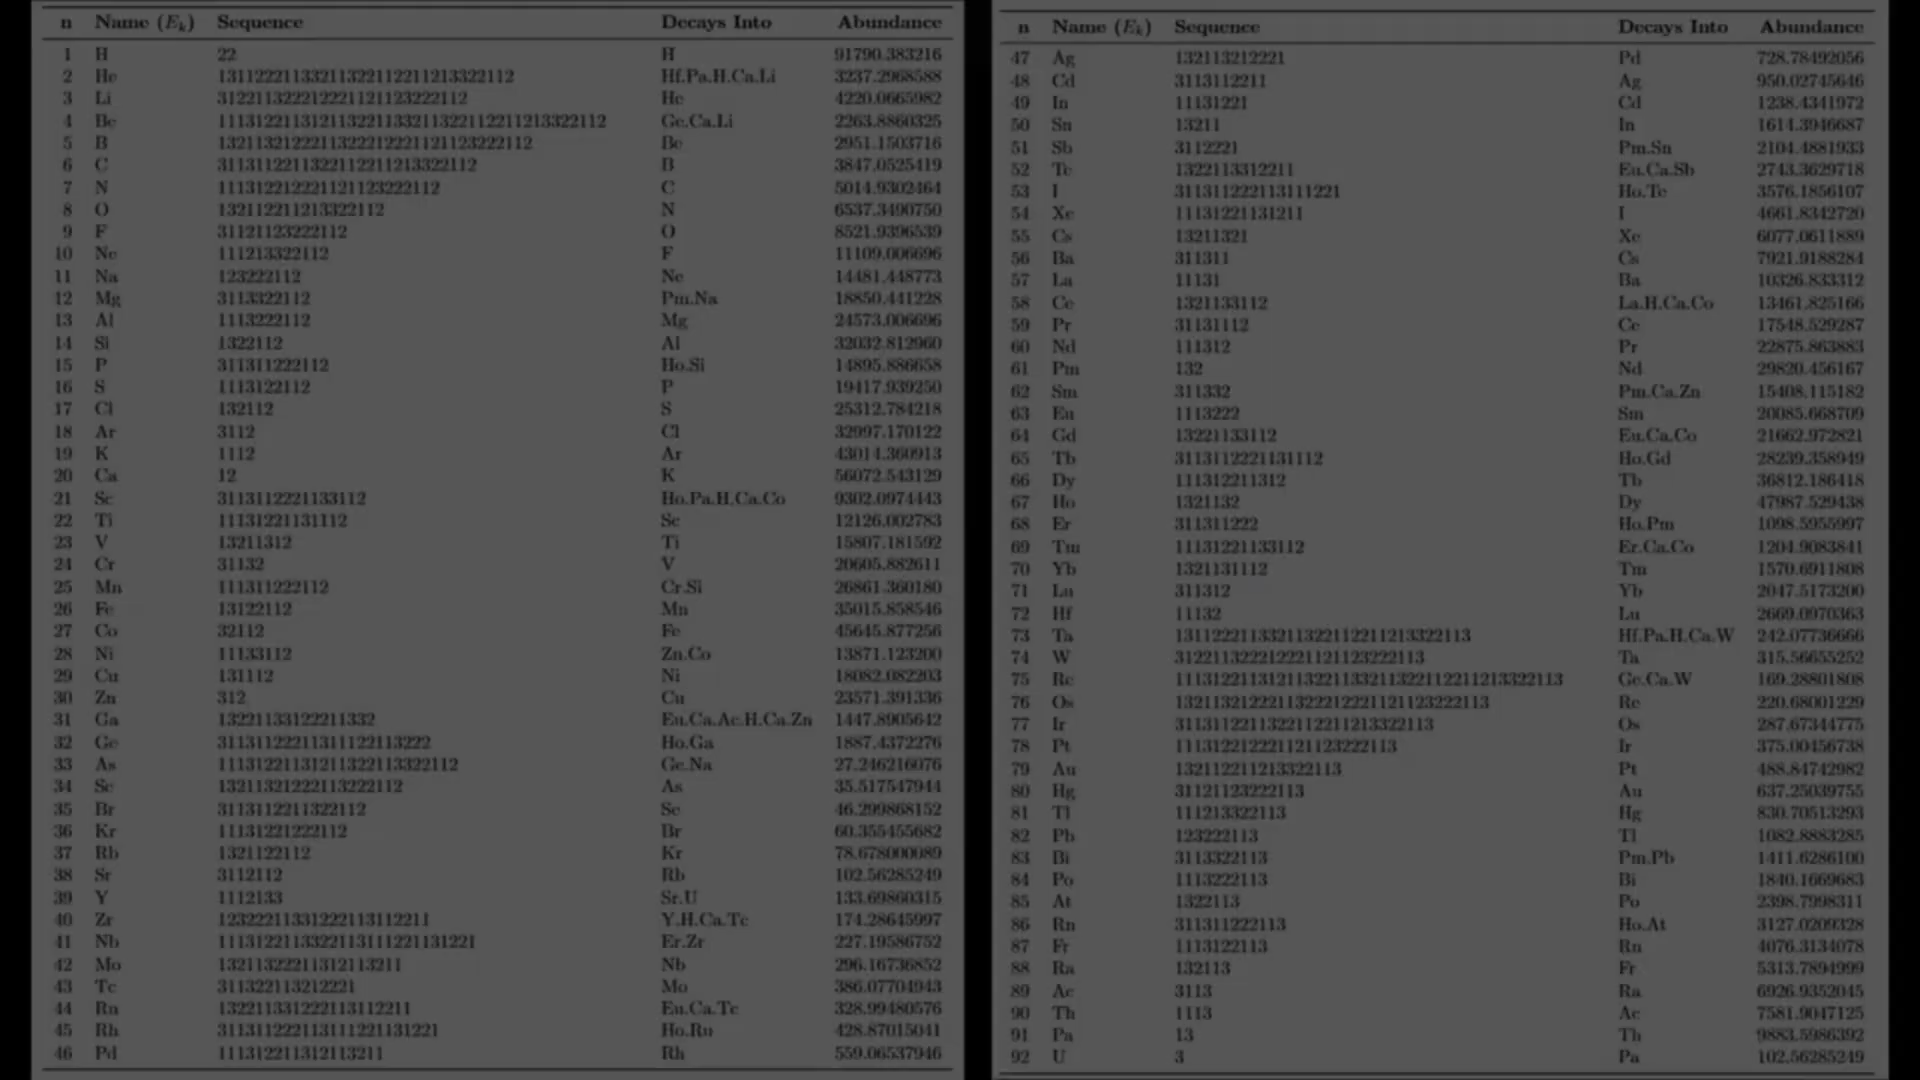 n Name (Ek) Sequence Decays Into Abundance
1 H 22 H 91790.383216
2 He 13112221133211322112211213322112 Hf.Pa.H.Ca.Li 3237.2968588
3 Li 312211322212221121123222112 He 4220.0665982
4 Be 111312211312113221133211322112211213322112 Ge.Ca.Li 2263.8860325
5 B 1321132122211322212221121123222112 Be 2951.1503716
6 C 3113112211322112211213322112 B 3847.0525419
7 N 111312212221121123222112 C 5014.9302464
8 O 132112211213322112 N 6537.3490750
9 F 31121123222112 O 8521.9396539
10 Ne 111213322112 F 11109.006696
11 Na 123222112 Ne 14481.448773
12 Mg 3113322112 Pm.Na 18850.441228
13 Al 1113222112 Mg 24573.006696
14 Si 1322112 Al 32032.812960
15 P 311311222112 Ho.Si 14895.886658
16 S 1113122112 P 19417.939250
17 Cl 132112 S 25312.784218
18 Ar 3112 Cl 32997.170122
19 K 1112 Ar 43014.360913
20 Ca 12 K 56072.543129
21 Sc 3113112221133112 Ho.Pa.H.Ca.Co 9302.0974443
22 Ti 11131221131112 Sc 12126.002783
23 V 13211312 Ti 15807.181592
24 Cr 31132 V 20605.882611
25 Mn 111311222112 Cr.Si 26861.360180
26 Fe 13122112 Mn 35015.858546
27 Co 32112 Fe 45645.877256
28 Ni 11133112 Zn.Co 13871.123200
29 Cu 131112 Ni 18082.082203
30 Zn 312 Cu 23571.391336
31 Ga 13221133122211332 Eu.Ca.Ac.H.Ca.Zn 1447.8905642
32 Ge 31131122211311122113222 Ho.Ga 1887.4372276
33 As 11131221131211322113322112 Ge.Na 27.246216076
34 Se 13211321222113222112 As 35.517547944
35 Br 3113112211322112 Se 46.299868152
36 Kr 11131221222112 Br 60.355455682
37 Rb 1321122112 Kr 78.678000089
38 Sr 3112112 Rb 102.56285249
39 Y 1112133 Sr.U 133.69860315
40 Zr 12322211331222113112211 Y.H.Ca.Tc 174.28645997
41 Nb 1113122113322113111221131221 Er.Zr 227.19586752
42 Mo 13211322211312113211 Nb 296.16736852
43 Tc 311322113212221 Mo 386.07704943
44 Ru 132211331222113112211 Eu.Ca.Tc 328.99480576
45 Rh 311311222113111221131221 Ho.Ru 428.87015041
46 Pd 111312211312113211 Rh 559.06537946
n Name (Ek) Sequence Decays Into Abundance
47 Ag 132113212221 Pd 728.78492056
48 Cd 3113112211 Ag 950.02745646
49 In 11131221 Cd 1238.4341972
50 Sn 13211 In 1614.3946687
51 Sb 3112221 Pm.Sn 2104.4881933
52 Te 1322113312211 Eu.Ca.Sb 2743.3629718
53 I 311311222113111221 Ho.Te 3576.1856107
54 Xe 11131221131211 I 4661.8342720
55 Cs 13211321 Xe 6077.0611889
56 Ba 311311 Cs 7921.9188284
57 La 11131 Ba 10326.833312
58 Ce 1321133112 La.H.Ca.Co 13461.825166
59 Pr 31131112 Ce 17548.529287
60 Nd 111312 Pr 22875.863883
61 Pm 132 Nd 29820.456167
62 Sm 311332 Pm.Ca.Zn 15408.115182
63 Eu 1113222 Sm 20085.668709
64 Gd 13221133112 Eu.Ca.Co 21662.972821
65 Tb 3113112221131112 Ho.Gd 28239.358949
66 Dy 111312211312 Tb 36812.186418
67 Ho 1321132 Dy 47987.529438
68 Er 311311222 Ho.Pm 1098.5955997
69 Tm 11131221133112 Er.Ca.Co 1204.9083841
70 Yb 1321131112 Tm 1570.6911808
71 Lu 311312 Yb 2047.5173200
72 Hf 11132 Lu 2669.0970363
73 Ta 13112221133211322112211213322113 Hf.Pa.H.Ca.W 242.07736666
74 W 312211322212221121123222113 Ta 315.56655252
75 Re 111312211312113221133211322112211213322113 Ge.Ca.W 169.28801808
76 Os 1321132122211322212221121123222113 Re 220.68001229
77 Ir 3113112211322112211213322113 Os 287.67344775
78 Pt 111312212221121123222113 Ir 375.00456738
79 Au 132112211213322113 Pt 488.84742982
80 Hg 31121123222113 Au 637.25039755
81 Tl 111213322113 Hg 830.70513293
82 Pb 123222113 Tl 1082.8883285
83 Bi 3113322113 Pm.Pb 1411.6286100
84 Po 1113222113 Bi 1840.1669683
85 At 1322113 Po 2398.7998311
86 Rn 311311222113 Ho.At 3127.0209328
87 Fr 1113122113 Rn 4076.3134078
88 Ra 132113 Fr 5313.7894999
89 Ac 3113 Ra 6926.9352045
90 Th 1113 Ac 7581.9047125
91 Pa 13 Th 9883.5986392
92 U 3 Pa 102.56285249